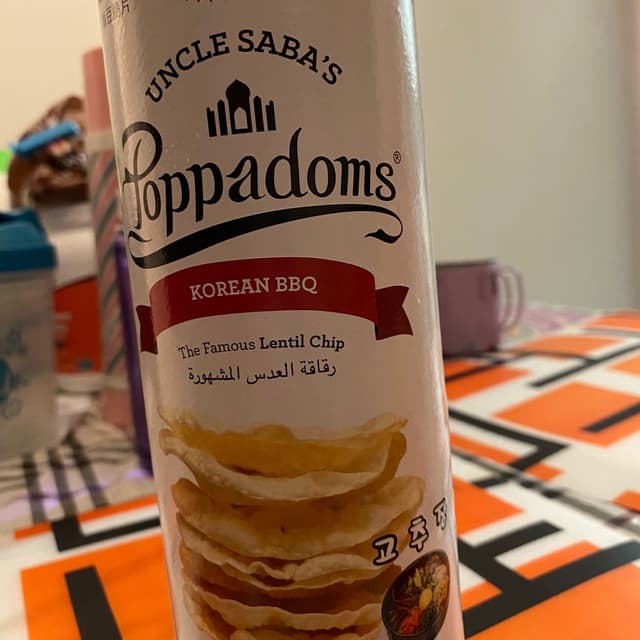 UNCLE SABA'S
Poppadoms®
KOREAN BBQ
The Famous Lentil Chip
رقاقة العدس المشهورة
고추장